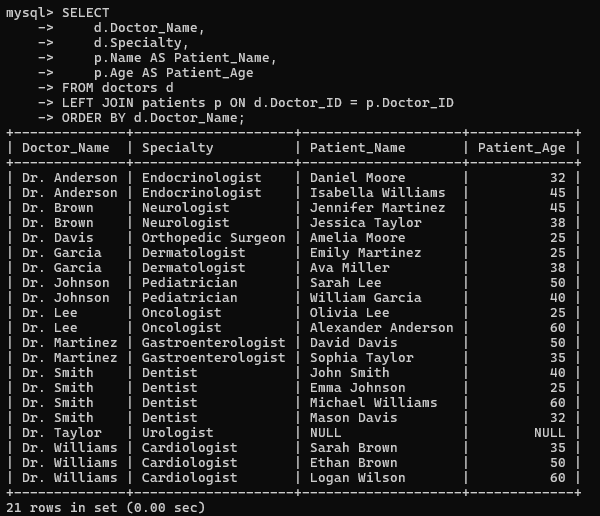 mysql> SELECT
    ->     d.Doctor_Name,
    ->     d.Specialty,
    ->     p.Name AS Patient_Name,
    ->     p.Age AS Patient_Age
    -> FROM doctors d
    -> LEFT JOIN patients p ON d.Doctor_ID = p.Doctor_ID
    -> ORDER BY d.Doctor_Name;
+--------------+--------------------+--------------------+-------------+
| Doctor_Name  | Specialty          | Patient_Name       | Patient_Age |
+--------------+--------------------+--------------------+-------------+
| Dr. Anderson | Endocrinologist    | Daniel Moore       |          32 |
| Dr. Anderson | Endocrinologist    | Isabella Williams  |          45 |
| Dr. Brown    | Neurologist        | Jennifer Martinez  |          45 |
| Dr. Brown    | Neurologist        | Jessica Taylor     |          38 |
| Dr. Davis    | Orthopedic Surgeon | Amelia Moore       |          25 |
| Dr. Garcia   | Dermatologist      | Emily Martinez     |          25 |
| Dr. Garcia   | Dermatologist      | Ava Miller         |          38 |
| Dr. Johnson  | Pediatrician       | Sarah Lee          |          50 |
| Dr. Johnson  | Pediatrician       | William Garcia     |          40 |
| Dr. Lee      | Oncologist         | Olivia Lee         |          25 |
| Dr. Lee      | Oncologist         | Alexander Anderson |          60 |
| Dr. Martinez | Gastroenterologist | David Davis        |          50 |
| Dr. Martinez | Gastroenterologist | Sophia Taylor      |          35 |
| Dr. Smith    | Dentist            | John Smith         |          40 |
| Dr. Smith    | Dentist            | Emma Johnson       |          25 |
| Dr. Smith    | Dentist            | Michael Williams   |          60 |
| Dr. Smith    | Dentist            | Mason Davis        |          32 |
| Dr. Taylor   | Urologist          | NULL               |        NULL |
| Dr. Williams | Cardiologist       | Sarah Brown        |          35 |
| Dr. Williams | Cardiologist       | Ethan Brown        |          50 |
| Dr. Williams | Cardiologist       | Logan Wilson       |          60 |
+--------------+--------------------+--------------------+-------------+
21 rows in set (0.00 sec)